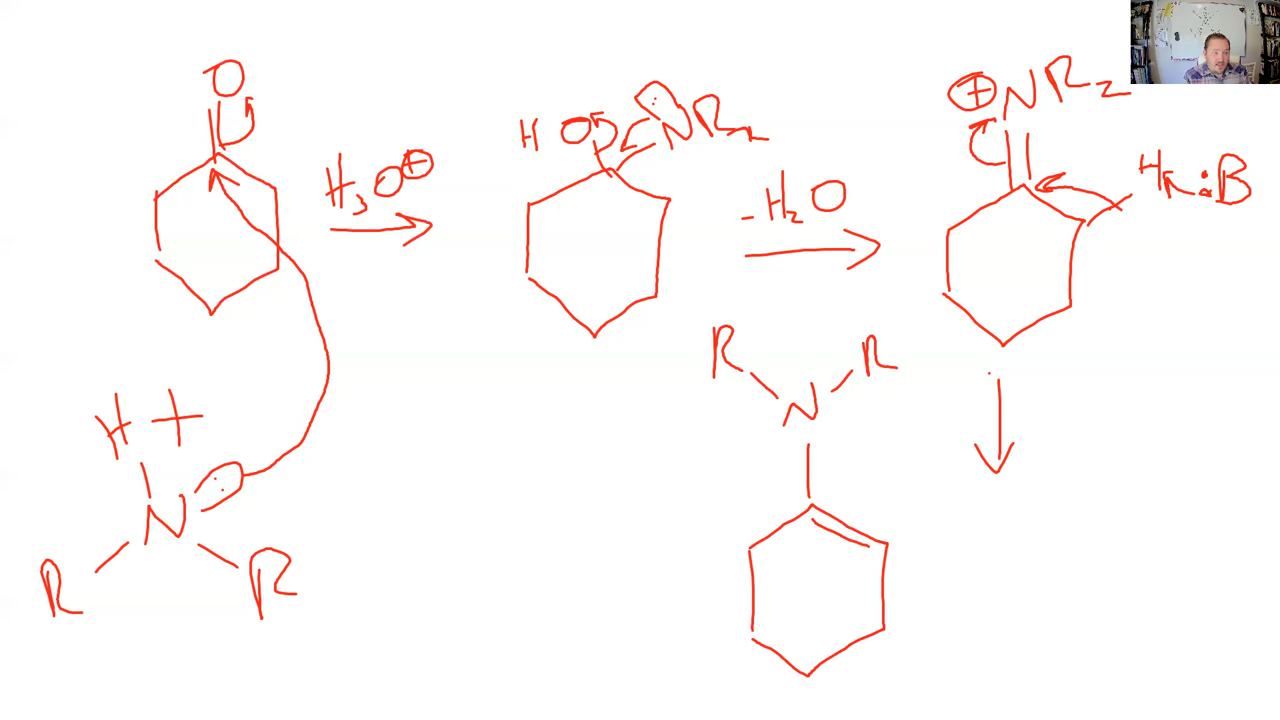 O
H₃O⊕
H +
N:
R R
H O :NR₂
-H₂O
⊕NR₂
H :B
R R
N